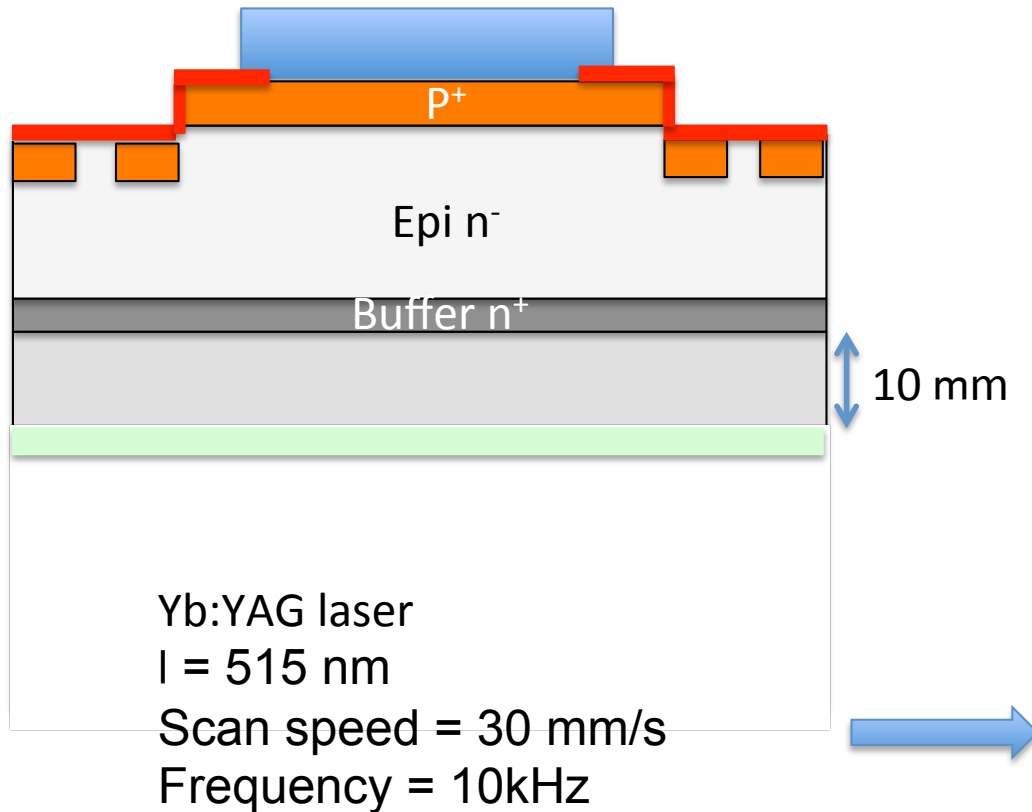 P⁺
Epi n⁻
Buffer n⁺
10 mm
Yb:YAG laser
l = 515 nm
Scan speed = 30 mm/s
Frequency = 10kHz